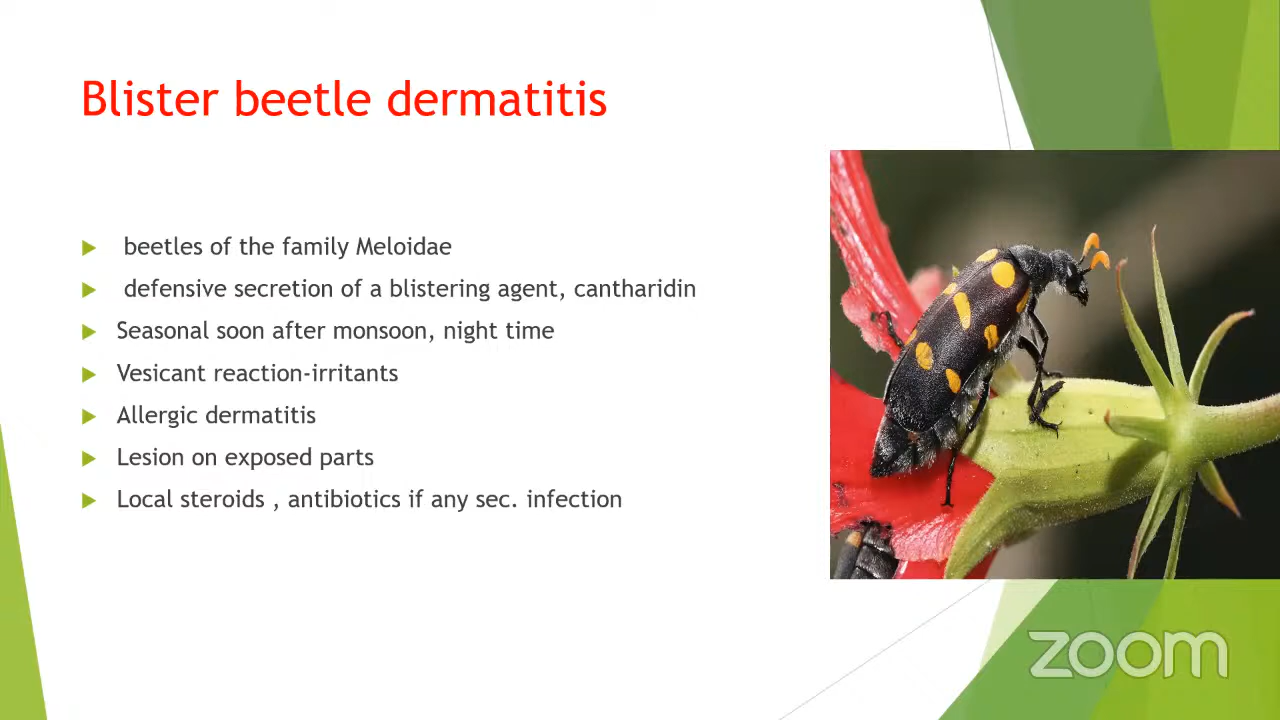 Blister beetle dermatitis
beetles of the family Meloidae
defensive secretion of a blistering agent, cantharidin
Seasonal soon after monsoon, night time
Vesicant reaction-irritants
Allergic dermatitis
Lesion on exposed parts
Local steroids , antibiotics if any sec. infection
zoom